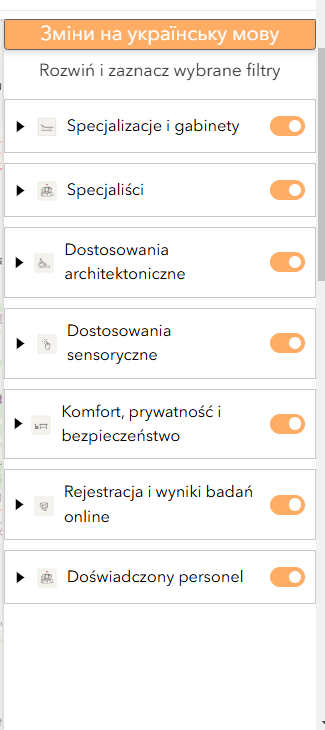 Зміни на українську мову
Rozwiń i zaznacz wybrane filtry
Specjalizacje i gabinety
Specjaliści
Dostosowania
architektoniczne
Dostosowania
sensoryczne
Komfort, prywatność i
bezpieczeństwo
Rejestracja i wyniki badań
online
Doświadczony personel